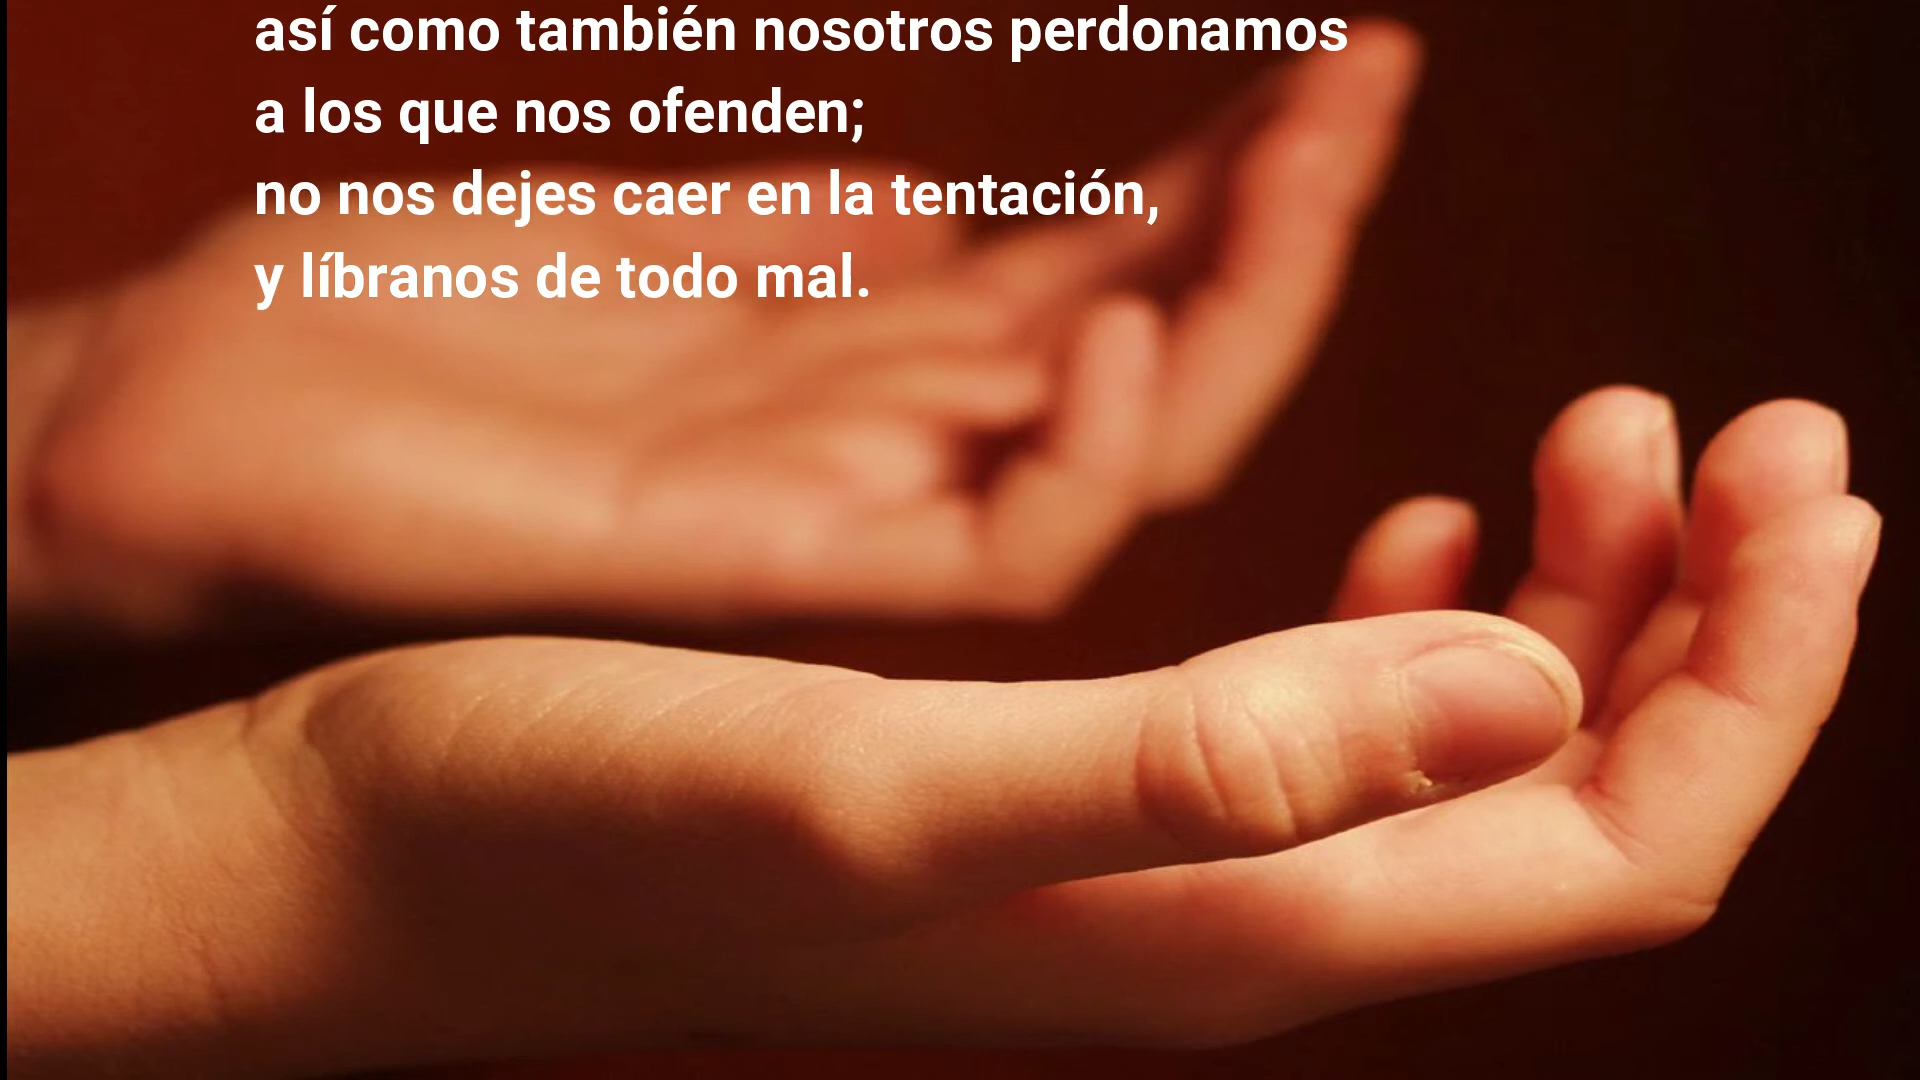 así como también nosotros perdonamos
a los que nos ofenden;
no nos dejes caer en la tentación,
y líbranos de todo mal.